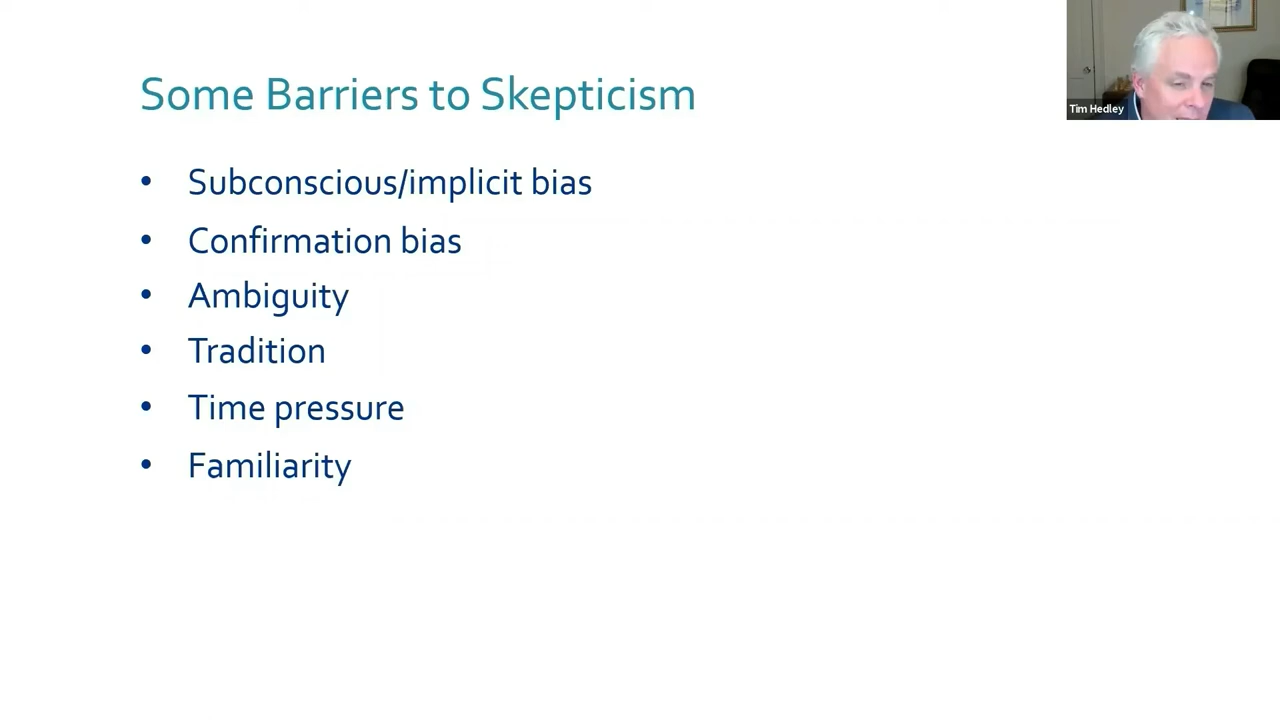 Some Barriers to Skepticism
• Subconscious/implicit bias
• Confirmation bias
• Ambiguity
• Tradition
• Time pressure
• Familiarity
Tim Hedley